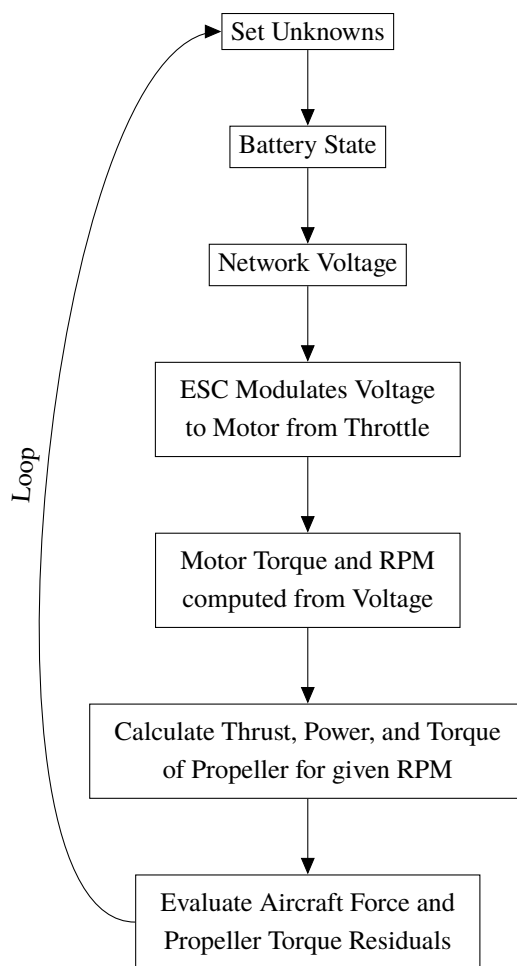 Set Unknowns
Battery State
Network Voltage
ESC Modulates Voltage
to Motor from Throttle
Loop
Motor Torque and RPM
computed from Voltage
Calculate Thrust, Power, and Torque
of Propeller for given RPM
Evaluate Aircraft Force and
Propeller Torque Residuals